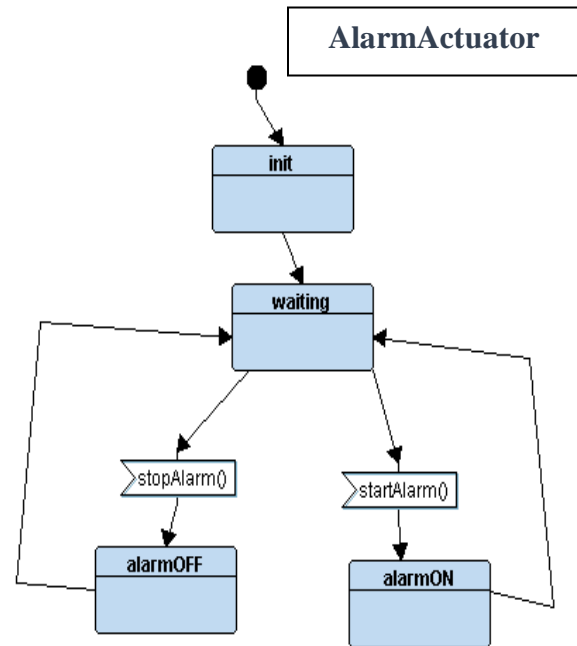 AlarmActuator
init
waiting
stopAlarm()
startAlarm()
alarmOFF
alarmON